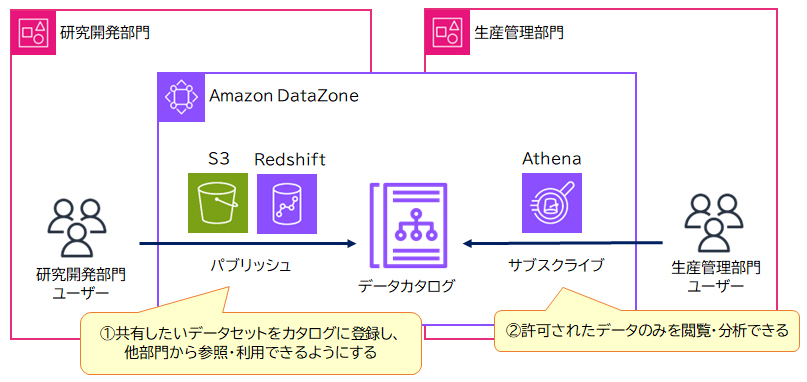 研究開発部門
生産管理部門
Amazon DataZone
S3
Redshift
Athena
パブリッシュ
データカタログ
サブスクライブ
研究開発部門
ユーザー
生産管理部門
ユーザー
①共有したいデータセットをカタログに登録し、
他部門から参照・利用できるようにする
②許可されたデータのみを閲覧・分析できる